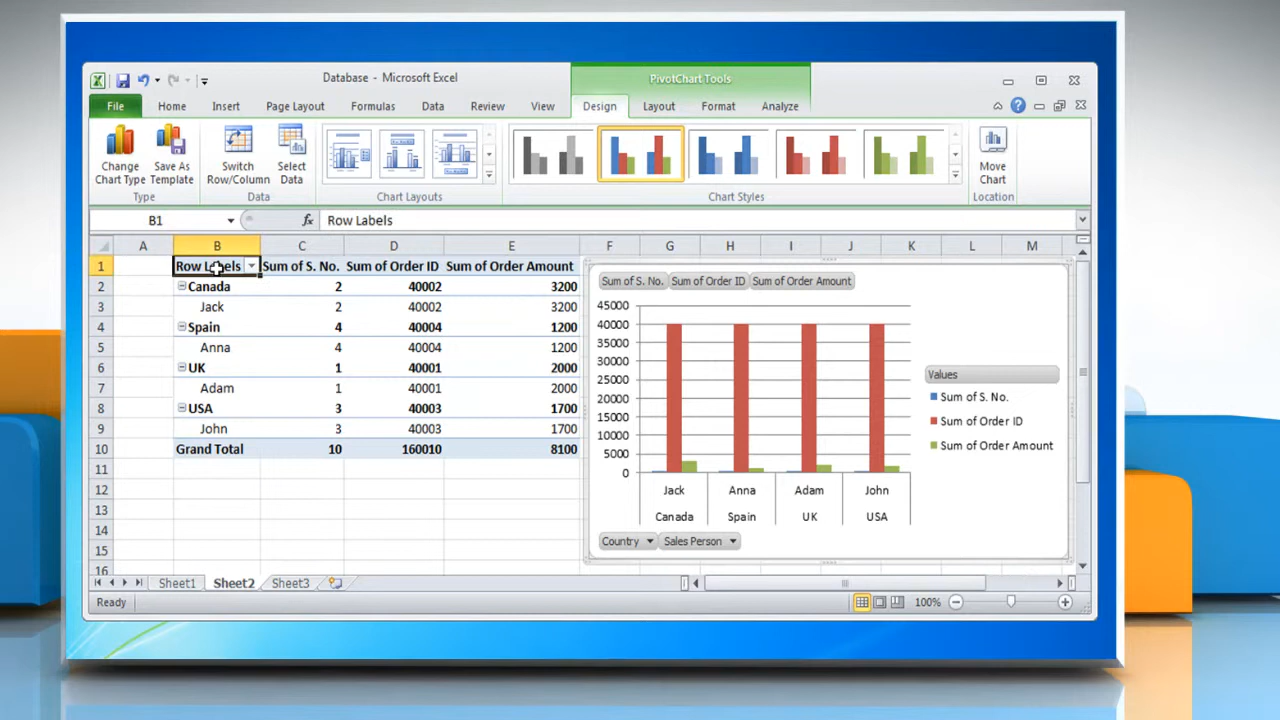 Database - Microsoft Excel
PivotChart Tools
File Home Insert Page Layout Formulas Data Review View Design Layout Format Analyze
Change Chart Type
Save As Template
Switch Row/Column
Select Data
Move Chart
Type Data Chart Layouts Chart Styles Location
B1 fx Row Labels
A B C D E F G H I J K L M
1 Row Labels Sum of S. No. Sum of Order ID Sum of Order Amount
2 Canada 2 40002 3200
3 Jack 2 40002 3200
4 Spain 4 40004 1200
5 Anna 4 40004 1200
6 UK 1 40001 2000
7 Adam 1 40001 2000
8 USA 3 40003 1700
9 John 3 40003 1700
10 Grand Total 10 160010 8100
11
12
13
14
15
16
Sum of S. No. Sum of Order ID Sum of Order Amount
45000
40000
35000
30000
25000
20000
15000
10000
5000
0
Jack Anna Adam John
Canada Spain UK USA
Values
Sum of S. No.
Sum of Order ID
Sum of Order Amount
Country Sales Person
Sheet1 Sheet2 Sheet3
Ready 100%